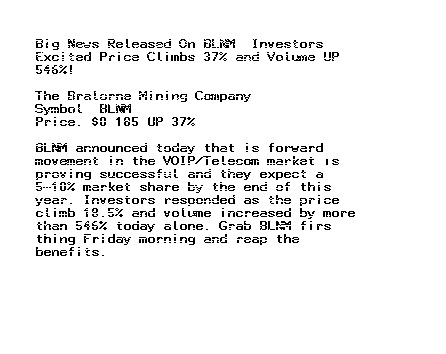 Big News Released On BLNM Investors
Excited Price Climbs 37% and Volume UP
546%!
The Bralorne Mining Company
Symbol BLNM
Price. $0 185 UP 37%
BLNM announced today that is forward
movement in the VOIP/Telecom market is
proving successful and they expect a
5-10% market share by the end of this
year. Investors responded as the price
climb 18.5% and volume increased by more
than 546% today alone. Grab BLNM firs
thing Friday morning and reap the
benefits.